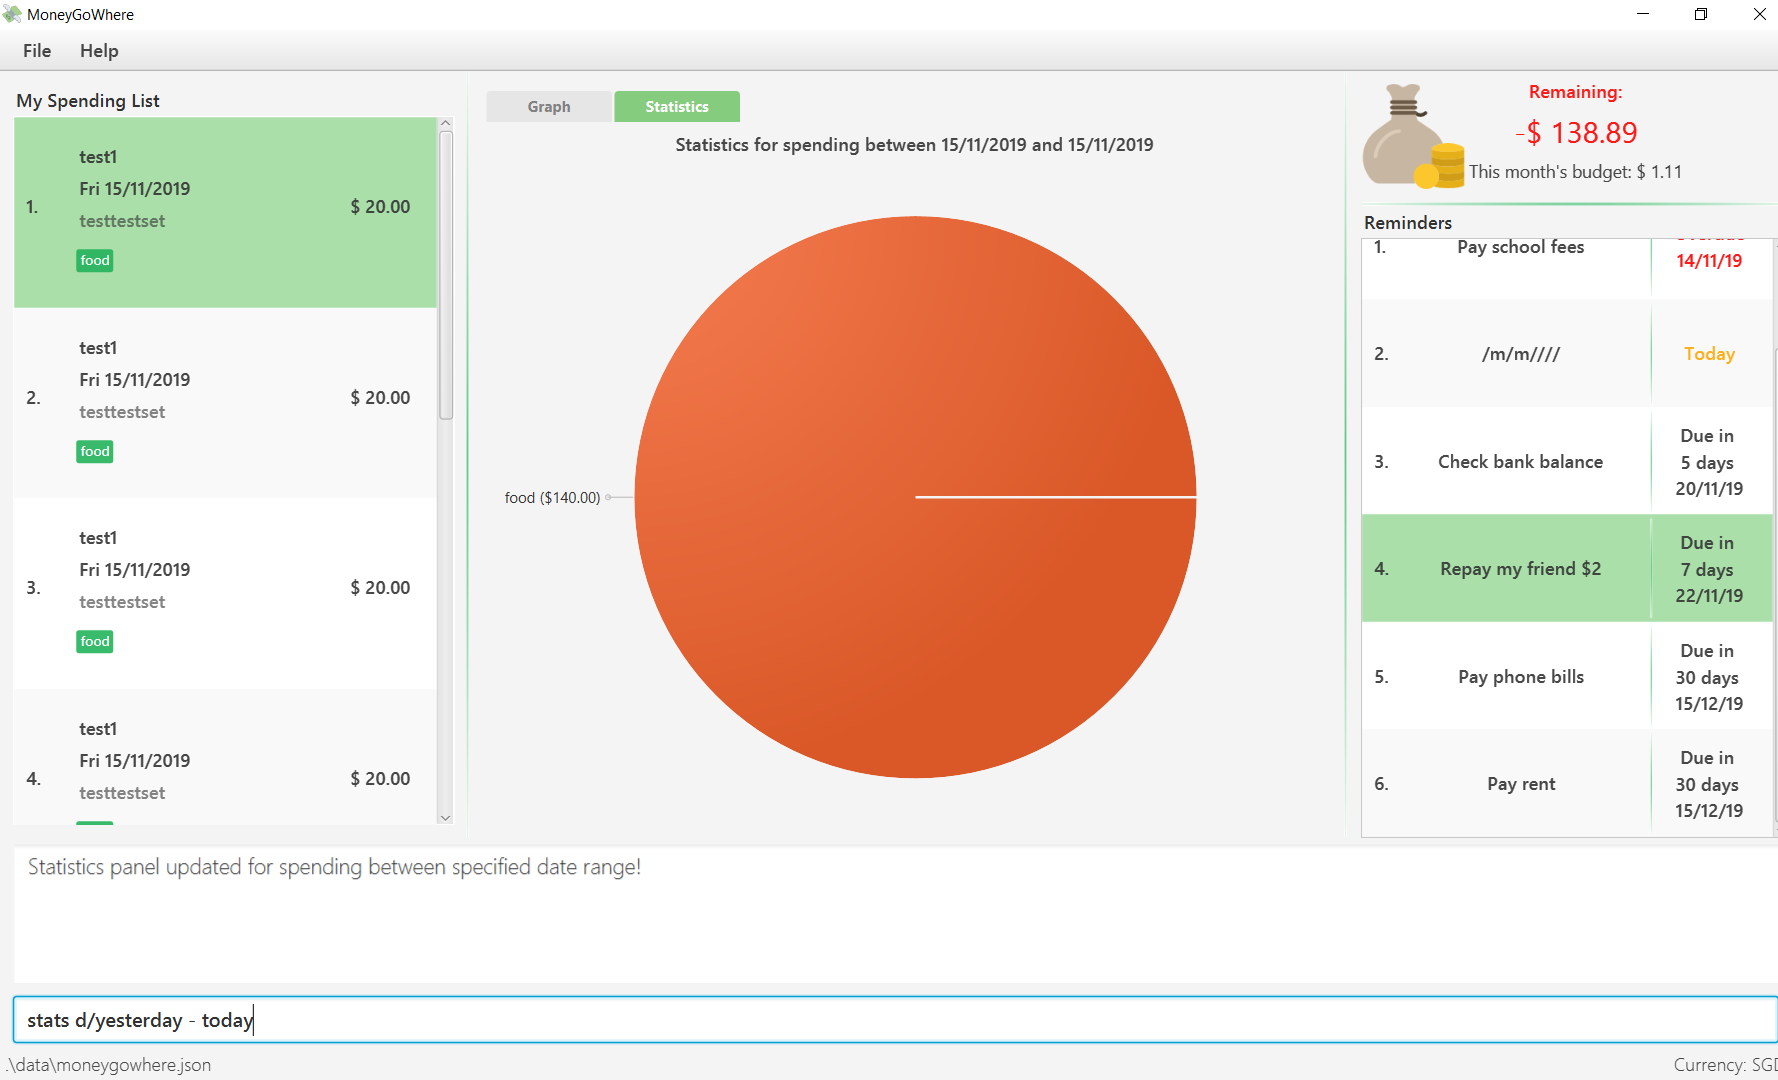 MoneyGoWhere
File Help
My Spending List
1.
test1
Fri 15/11/2019
testtestset
food
$ 20.00
2.
test1
Fri 15/11/2019
testtestset
food
$ 20.00
3.
test1
Fri 15/11/2019
testtestset
food
$ 20.00
4.
test1
Fri 15/11/2019
testtestset
$ 20.00
Graph Statistics
Statistics for spending between 15/11/2019 and 15/11/2019
food ($140.00)
Remaining:
-$ 138.89
This month's budget: $ 1.11
Reminders
1. Pay school fees
14/11/19
2. /m/m//// Today
3. Check bank balance
Due in
5 days
20/11/19
4. Repay my friend $2
Due in
7 days
22/11/19
5. Pay phone bills
Due in
30 days
15/12/19
6. Pay rent
Due in
30 days
15/12/19
Statistics panel updated for spending between specified date range!
stats d/yesterday - today
.\data\moneygowhere.json
Currency: